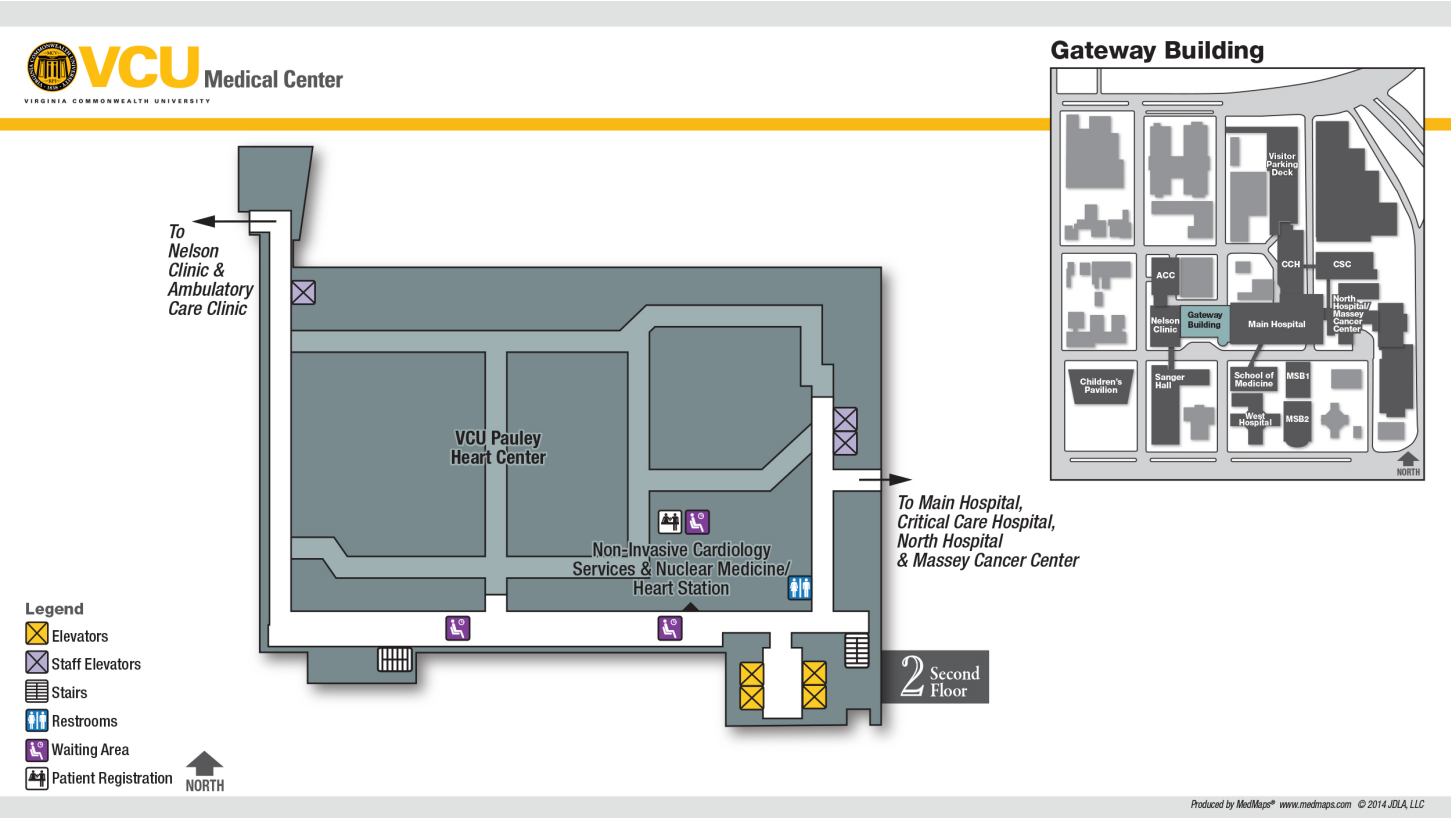 VCU Medical Center
VIRGINIA COMMONWEALTH UNIVERSITY
Gateway Building
Visitor
Parking
Deck
CCH
CSC
ACC
North
Hospital/
Massey
Cancer
Center
Nelson
Clinic
Gateway
Building
Main Hospital
Children's
Pavilion
Sanger
Hall
School of
Medicine
MSB1
West
Hospital
MSB2
NORTH
To
Nelson
Clinic &
Ambulatory
Care Clinic
VCU Pauley
Heart Center
To Main Hospital,
Critical Care Hospital,
North Hospital
& Massey Cancer Center
Non-Invasive Cardiology
Services & Nuclear Medicine/
Heart Station
2 Second
Floor
Legend
Elevators
Staff Elevators
Stairs
Restrooms
Waiting Area
Patient Registration
NORTH
Produced by MedMaps® www.medmaps.com © 2014 JDLA, LLC